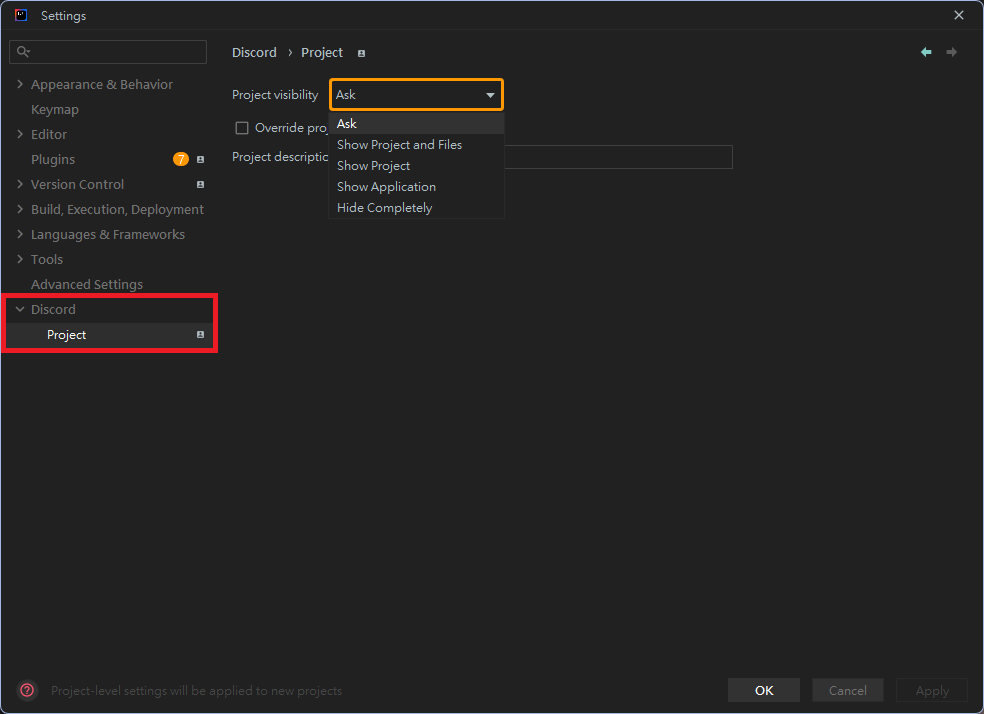 Settings
Discord › Project
Appearance & Behavior
Keymap
Editor
Plugins 7
Version Control
Build, Execution, Deployment
Languages & Frameworks
Tools
Advanced Settings
Discord
Project
Project visibility Ask
Override proj
Project descriptio
Ask
Show Project and Files
Show Project
Show Application
Hide Completely
? Project-level settings will be applied to new projects
OK Cancel Apply